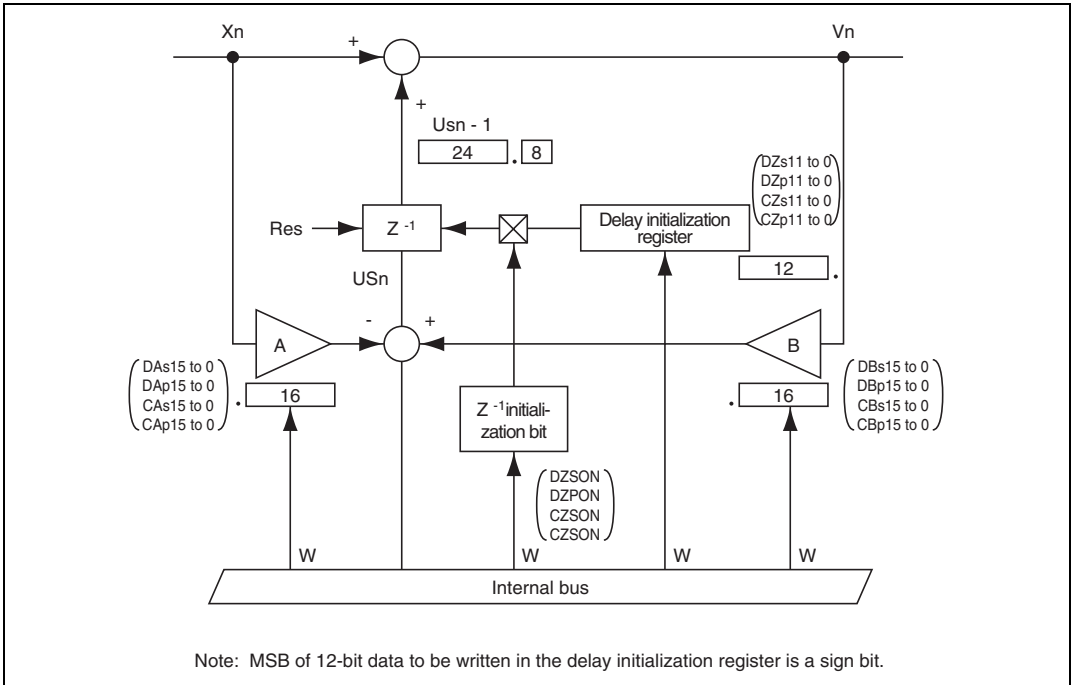 Xn
Vn
+
+
Usn - 1
24 . 8
DZs11 to 0
DZp11 to 0
CZs11 to 0
CZp11 to 0
Res
Z -1
Delay initialization
register
12 .
USn
-
+
A
B
DAs15 to 0
DAp15 to 0
CAs15 to 0
CAp15 to 0
. 16
Z -1 initiali-
zation bit
. 16
DBs15 to 0
DBp15 to 0
CBs15 to 0
CBp15 to 0
DZSON
DZPON
CZSON
CZSON
W
W
W
W
Internal bus
Note: MSB of 12-bit data to be written in the delay initialization register is a sign bit.